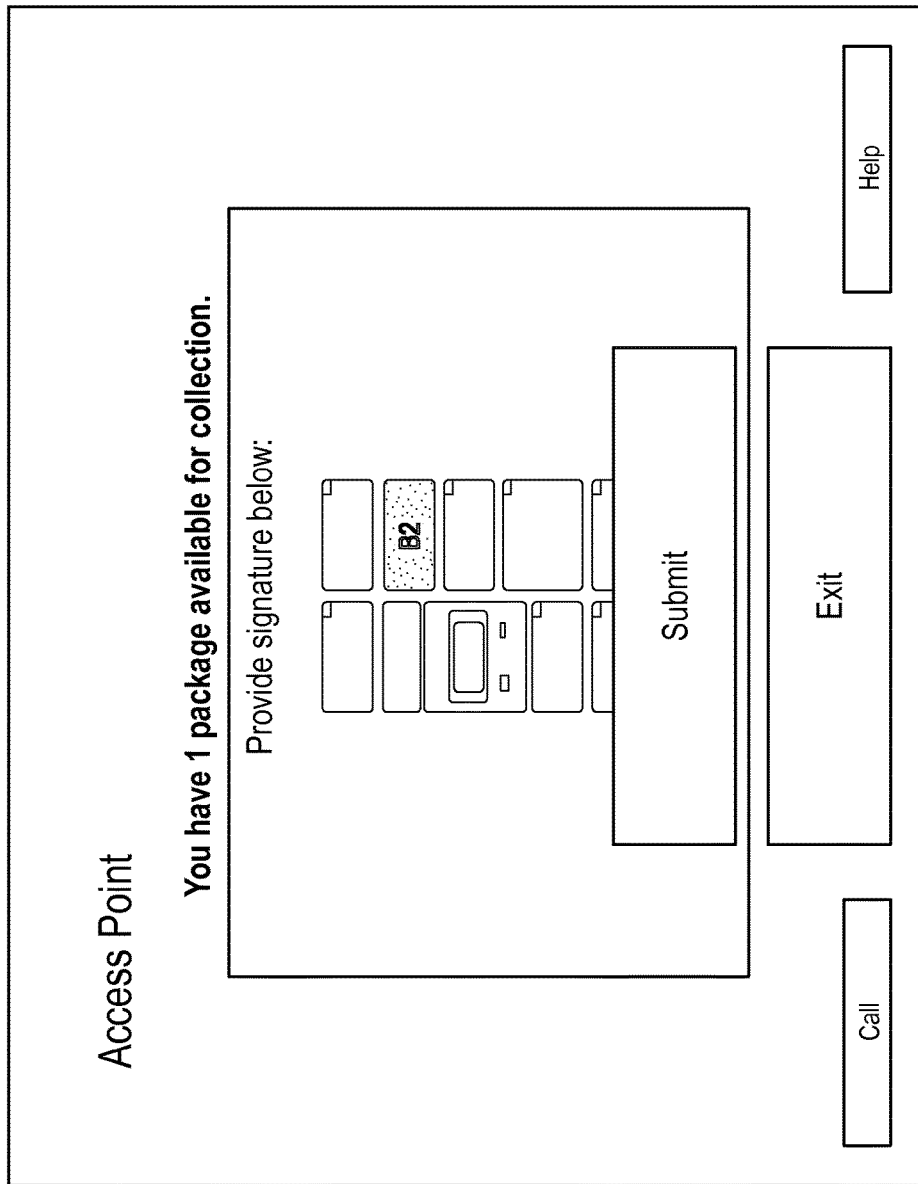 Access Point
You have 1 package available for collection.
Provide signature below:
B2
Submit
Call
Exit
Help